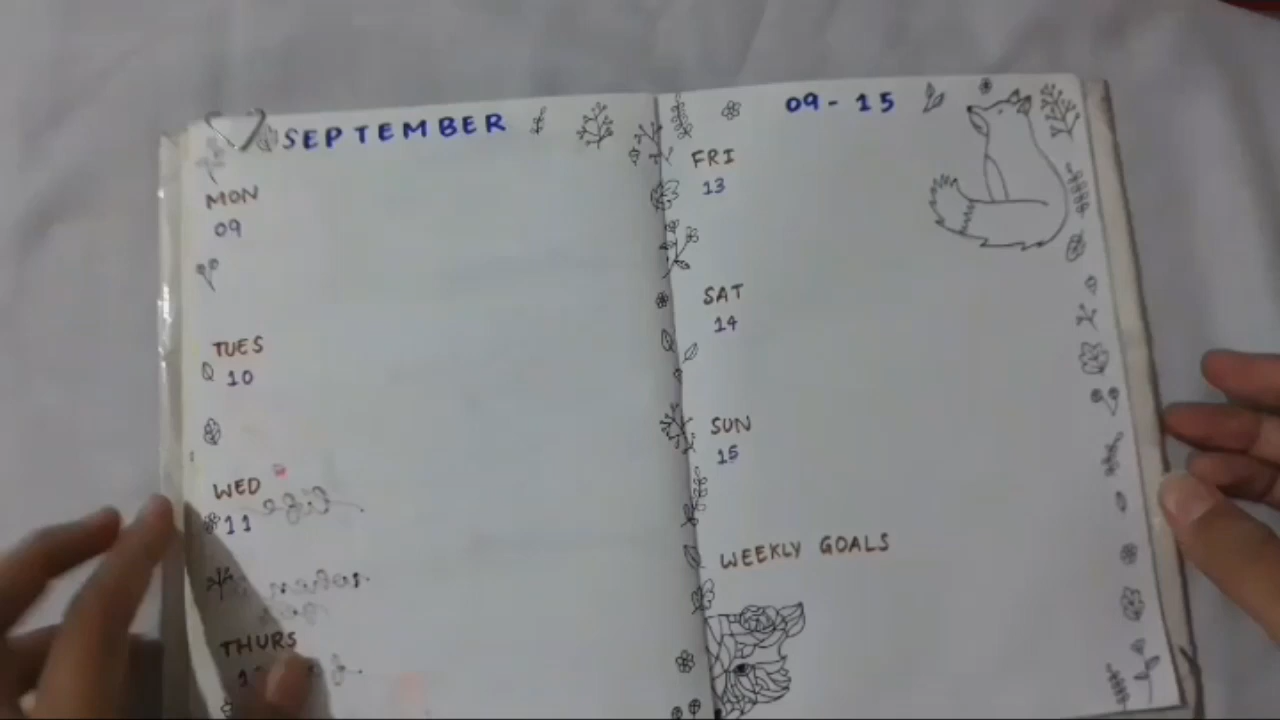 SEPTEMBER
MON
09
TUES
10
WED
11
THURS
09-15
FRI
13
SAT
14
SUN
15
WEEKLY GOALS